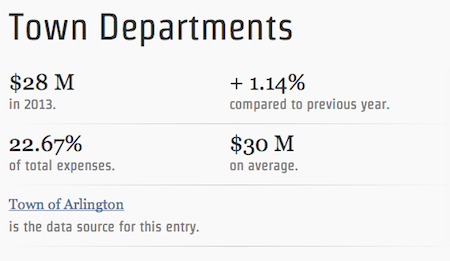 Town Departments
$28 M
in 2013.
+ 1.14%
compared to previous year.
22.67%
of total expenses.
$30 M
on average.
Town of Arlington
is the data source for this entry.